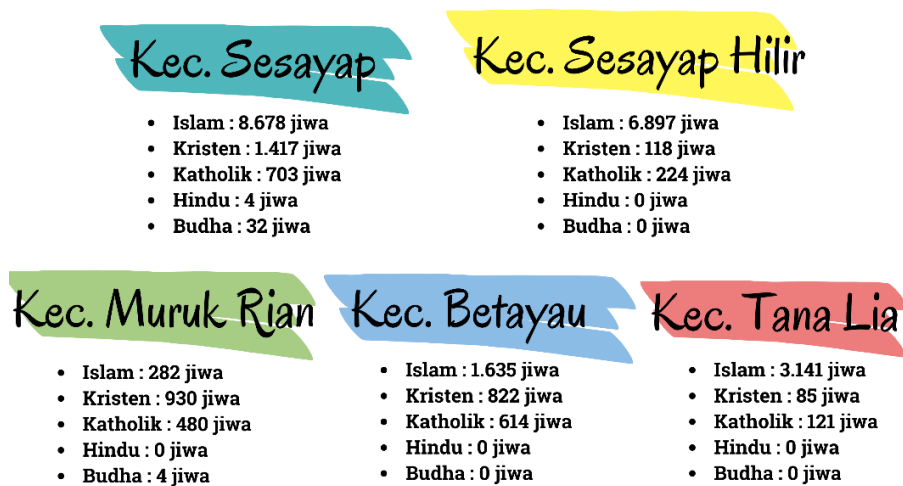 Kec. Sesayap
• Islam : 8.678 jiwa
• Kristen : 1.417 jiwa
• Katholik : 703 jiwa
• Hindu : 4 jiwa
• Budha : 32 jiwa
Kec. Sesayap Hilir
• Islam : 6.897 jiwa
• Kristen : 118 jiwa
• Katholik : 224 jiwa
• Hindu : 0 jiwa
• Budha : 0 jiwa
Kec. Muruk Rian
• Islam : 282 jiwa
• Kristen : 930 jiwa
• Katholik : 480 jiwa
• Hindu : 0 jiwa
• Budha : 4 jiwa
Kec. Betayau
• Islam : 1.635 jiwa
• Kristen : 822 jiwa
• Katholik : 614 jiwa
• Hindu : 0 jiwa
• Budha : 0 jiwa
Kec. Tana Lia
• Islam : 3.141 jiwa
• Kristen : 85 jiwa
• Katholik : 121 jiwa
• Hindu : 0 jiwa
• Budha : 0 jiwa